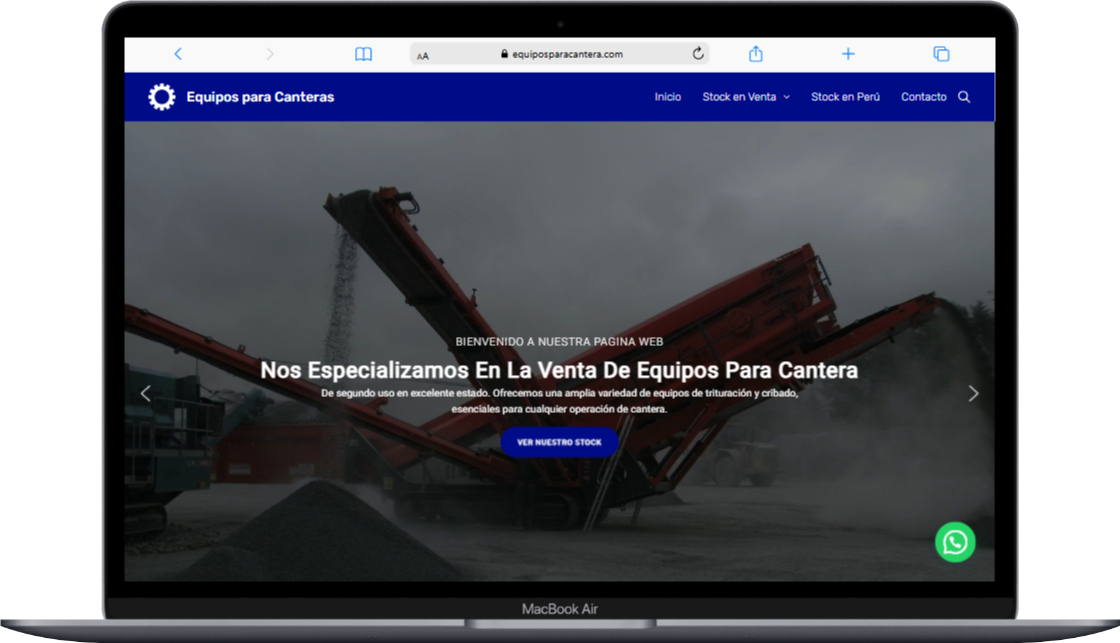 AA
equiposparacantera.com
Equipos para Canteras
Inicio
Stock en Venta
Stock en Perú
Contacto
BIENVENIDO A NUESTRA PAGINA WEB
Nos Especializamos En La Venta De Equipos Para Cantera
De segundo uso en excelente estado. Ofrecemos una amplia variedad de equipos de trituración y cribado,
esenciales para cualquier operación de cantera.
VER NUESTRO STOCK
MacBook Air